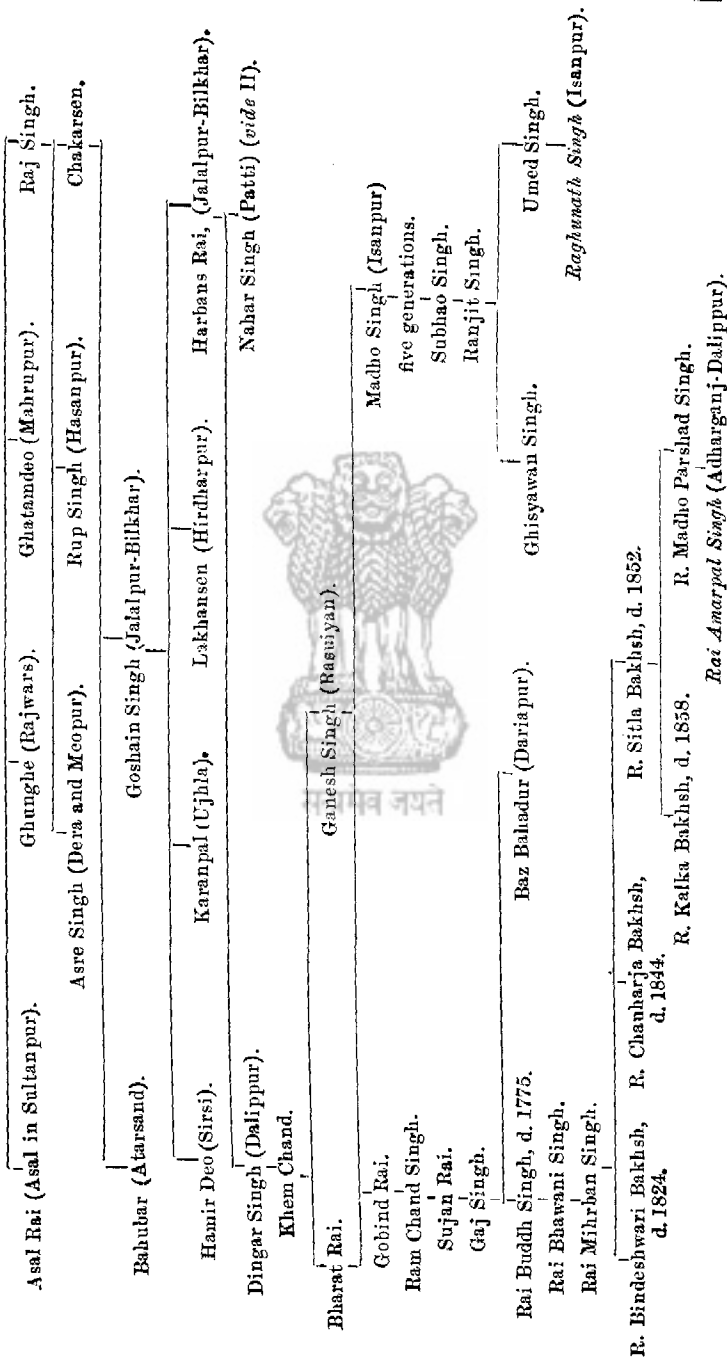 Asal Rai (Asal in Sultanpur). Ghunghe (Rajwars). Ghatamdeo (Mahrupur). Raj Singh.
Asre Singh (Dera and Meopur). Rup Singh (Hasanpur). Chakarsen.
Bahubar (Atarsand). Goshain Singh (Jalalpur-Bilkhar).
Hamir Deo (Sirsi). Karanpal (Ujhla). Lakhansen (Hirdharpur). Harbans Rai, (Jalalpur-Bilkhar).
Dingar Singh (Dalippur). Nahar Singh (Patti) (vide II).
Khem Chand.
Bharat Rai. Ganesh Singh (Rasuiyan).
Gobind Rai. Madho Singh (Isanpur)
Ram Chand Singh. five generations.
Sujan Rai. Subhao Singh.
Gaj Singh. Ranjit Singh.
Rai Buddh Singh, d. 1775. Baz Bahadur (Dariapur). Ghisyawan Singh. Umed Singh.
Rai Bhawani Singh. Raghunath Singh (Isanpur).
Rai Mihrban Singh.
R. Bindeshwari Bakhsh, R. Chauharja Bakhsh, R. Sitla Bakhsh, d. 1852.
d. 1824. d. 1844.
R. Kalka Bakhsh, d. 1858. R. Madho Parshad Singh.
Rai Amarpal Singh (Adharganj-Dalippur).
सत्यमेव जयते